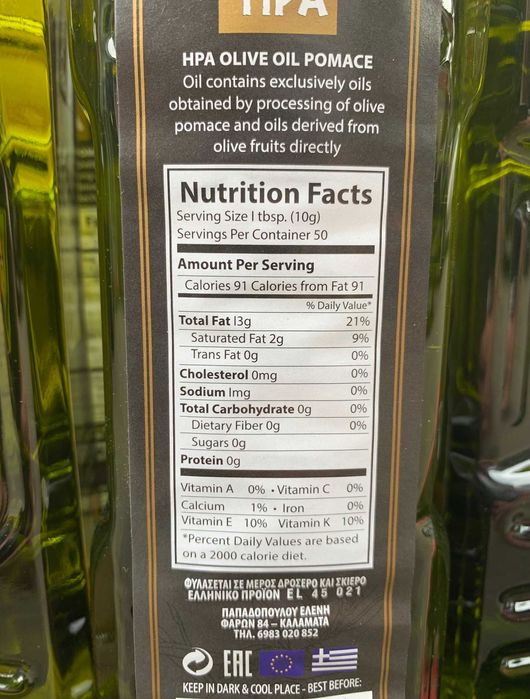 HPA
HPA OLIVE OIL POMACE
Oil contains exclusively oils
obtained by processing of olive
pomace and oils derived from
olive fruits directly
Nutrition Facts
Serving Size I tbsp. (10g)
Servings Per Container 50
Amount Per Serving
Calories 91 Calories from Fat 91
% Daily Value*
Total Fat I3g 21%
Saturated Fat 2g 9%
Trans Fat 0g 0%
Cholesterol 0mg 0%
Sodium Img 0%
Total Carbohydrate 0g 0%
Dietary Fiber 0g 0%
Sugars 0g
Protein 0g
Vitamin A 0% • Vitamin C 0%
Calcium 1% • Iron 0%
Vitamin E 10% Vitamin K 10%
*Percent Daily Values are based
on a 2000 calorie diet.
ΦΥΛΑΣΕΤΑΙ ΣΕ ΜΕΡΟΣ ΔΡΟΣΕΡΟ ΚΑΙ ΣΚΙΕΡΟ
ΕΛΛΗΝΙΚΟ ΠΡΟΪΟΝ EL 45 021
ΠΑΠΑΔΟΠΟΥΛΟΥ ΕΛΕΝΗ
ΦΑΡΩΝ 84 – ΚΑΛΑΜΑΤΑ
ΤΗΛ. 6983 020 852
EAC
KEEP IN DARK & COOL PLACE - BEST BEFORE: